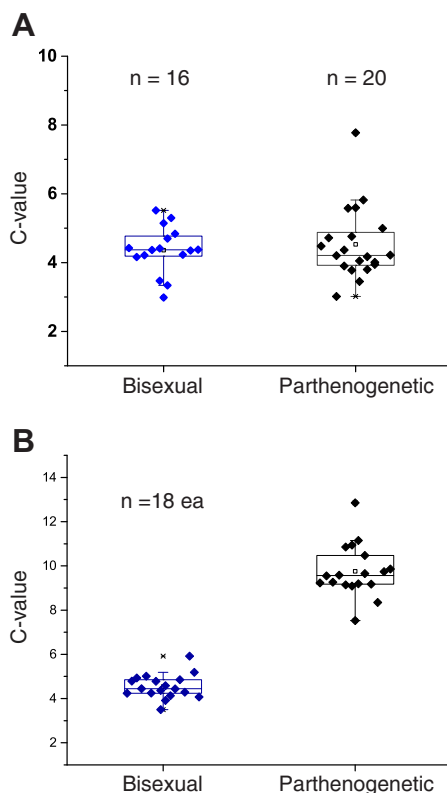 A
10
n = 16 n = 20
8
6
C-value
4
2
Bisexual Parthenogenetic
B
14
n =18 ea
12
10
C-value
8
6
4
2
Bisexual Parthenogenetic